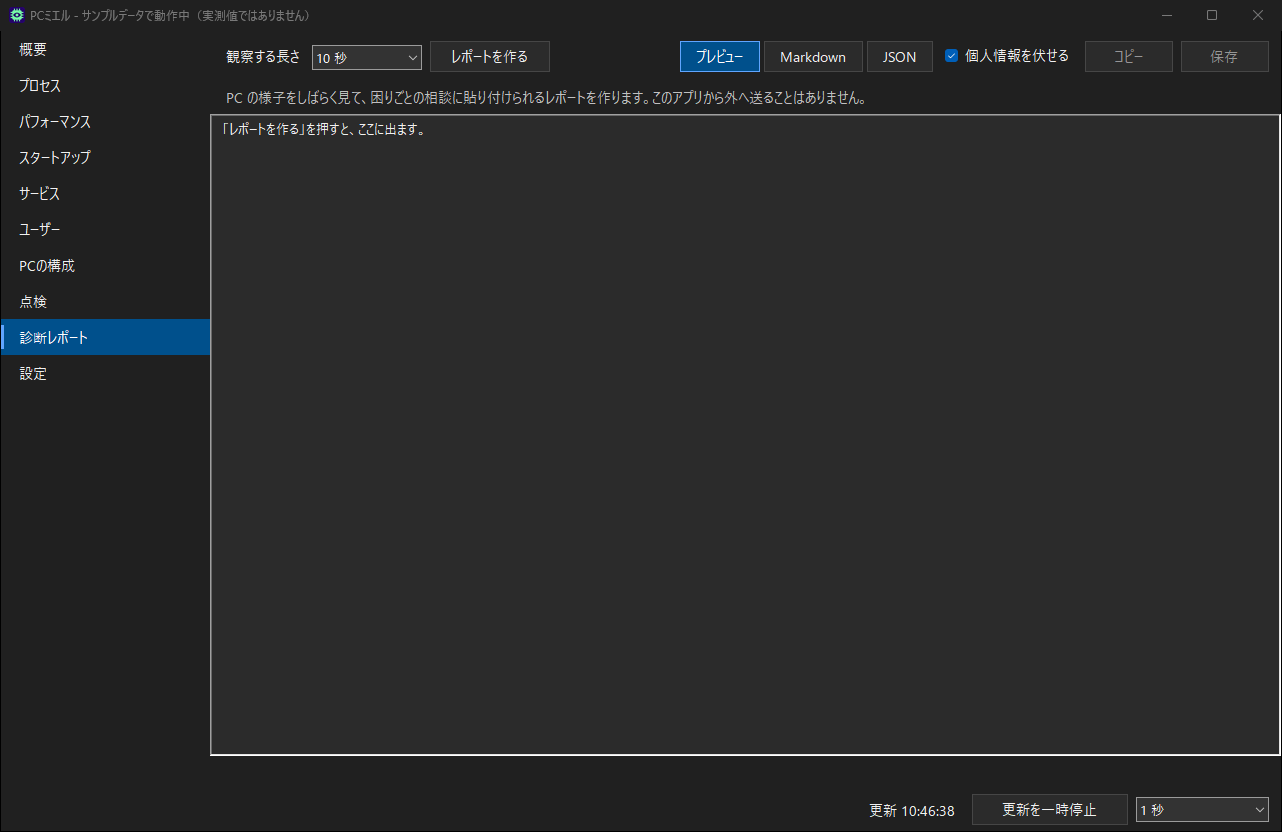 PCミエル - サンプルデータで動作中（実測値ではありません）
概要
プロセス
パフォーマンス
スタートアップ
サービス
ユーザー
PCの構成
点検
診断レポート
設定
観察する長さ 10 秒 レポートを作る プレビュー Markdown JSON 個人情報を伏せる コピー 保存
PC の様子をしばらく見て、困りごとの相談に貼り付けられるレポートを作ります。このアプリから外へ送ることはありません。
「レポートを作る」を押すと、ここに出ます。
更新 10:46:38 更新を一時停止 1 秒